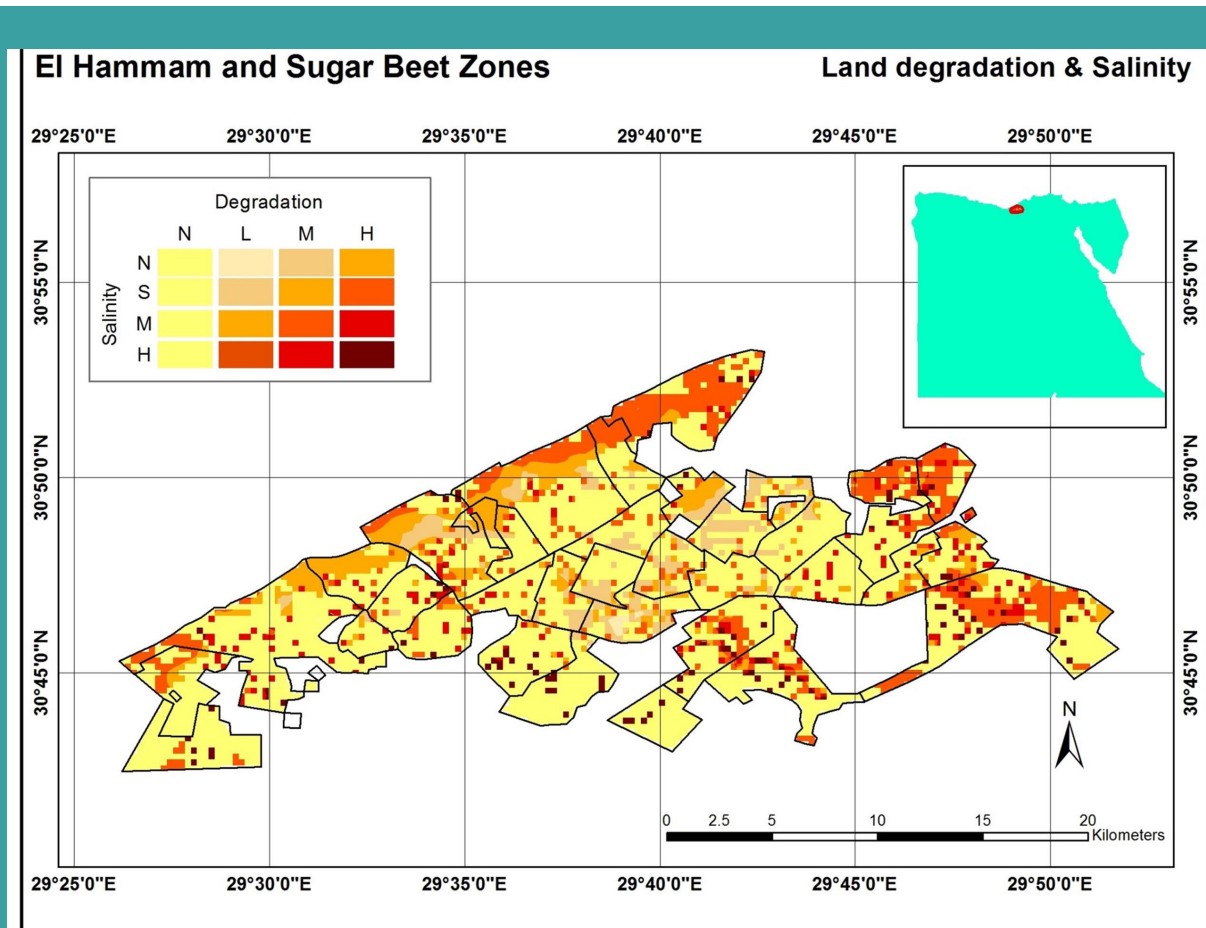 El Hammam and Sugar Beet Zones
Land degradation & Salinity
29°25'0"E 29°30'0"E 29°35'0"E 29°40'0"E 29°45'0"E 29°50'0"E
Degradation
N L M H
Salinity
N
S
M
H
30°55'0"N
30°55'0"N
30°50'0"N
30°50'0"N
30°45'0"N
30°45'0"N
N
0 2.5 5 10 15 20
Kilometers
29°25'0"E 29°30'0"E 29°35'0"E 29°40'0"E 29°45'0"E 29°50'0"E